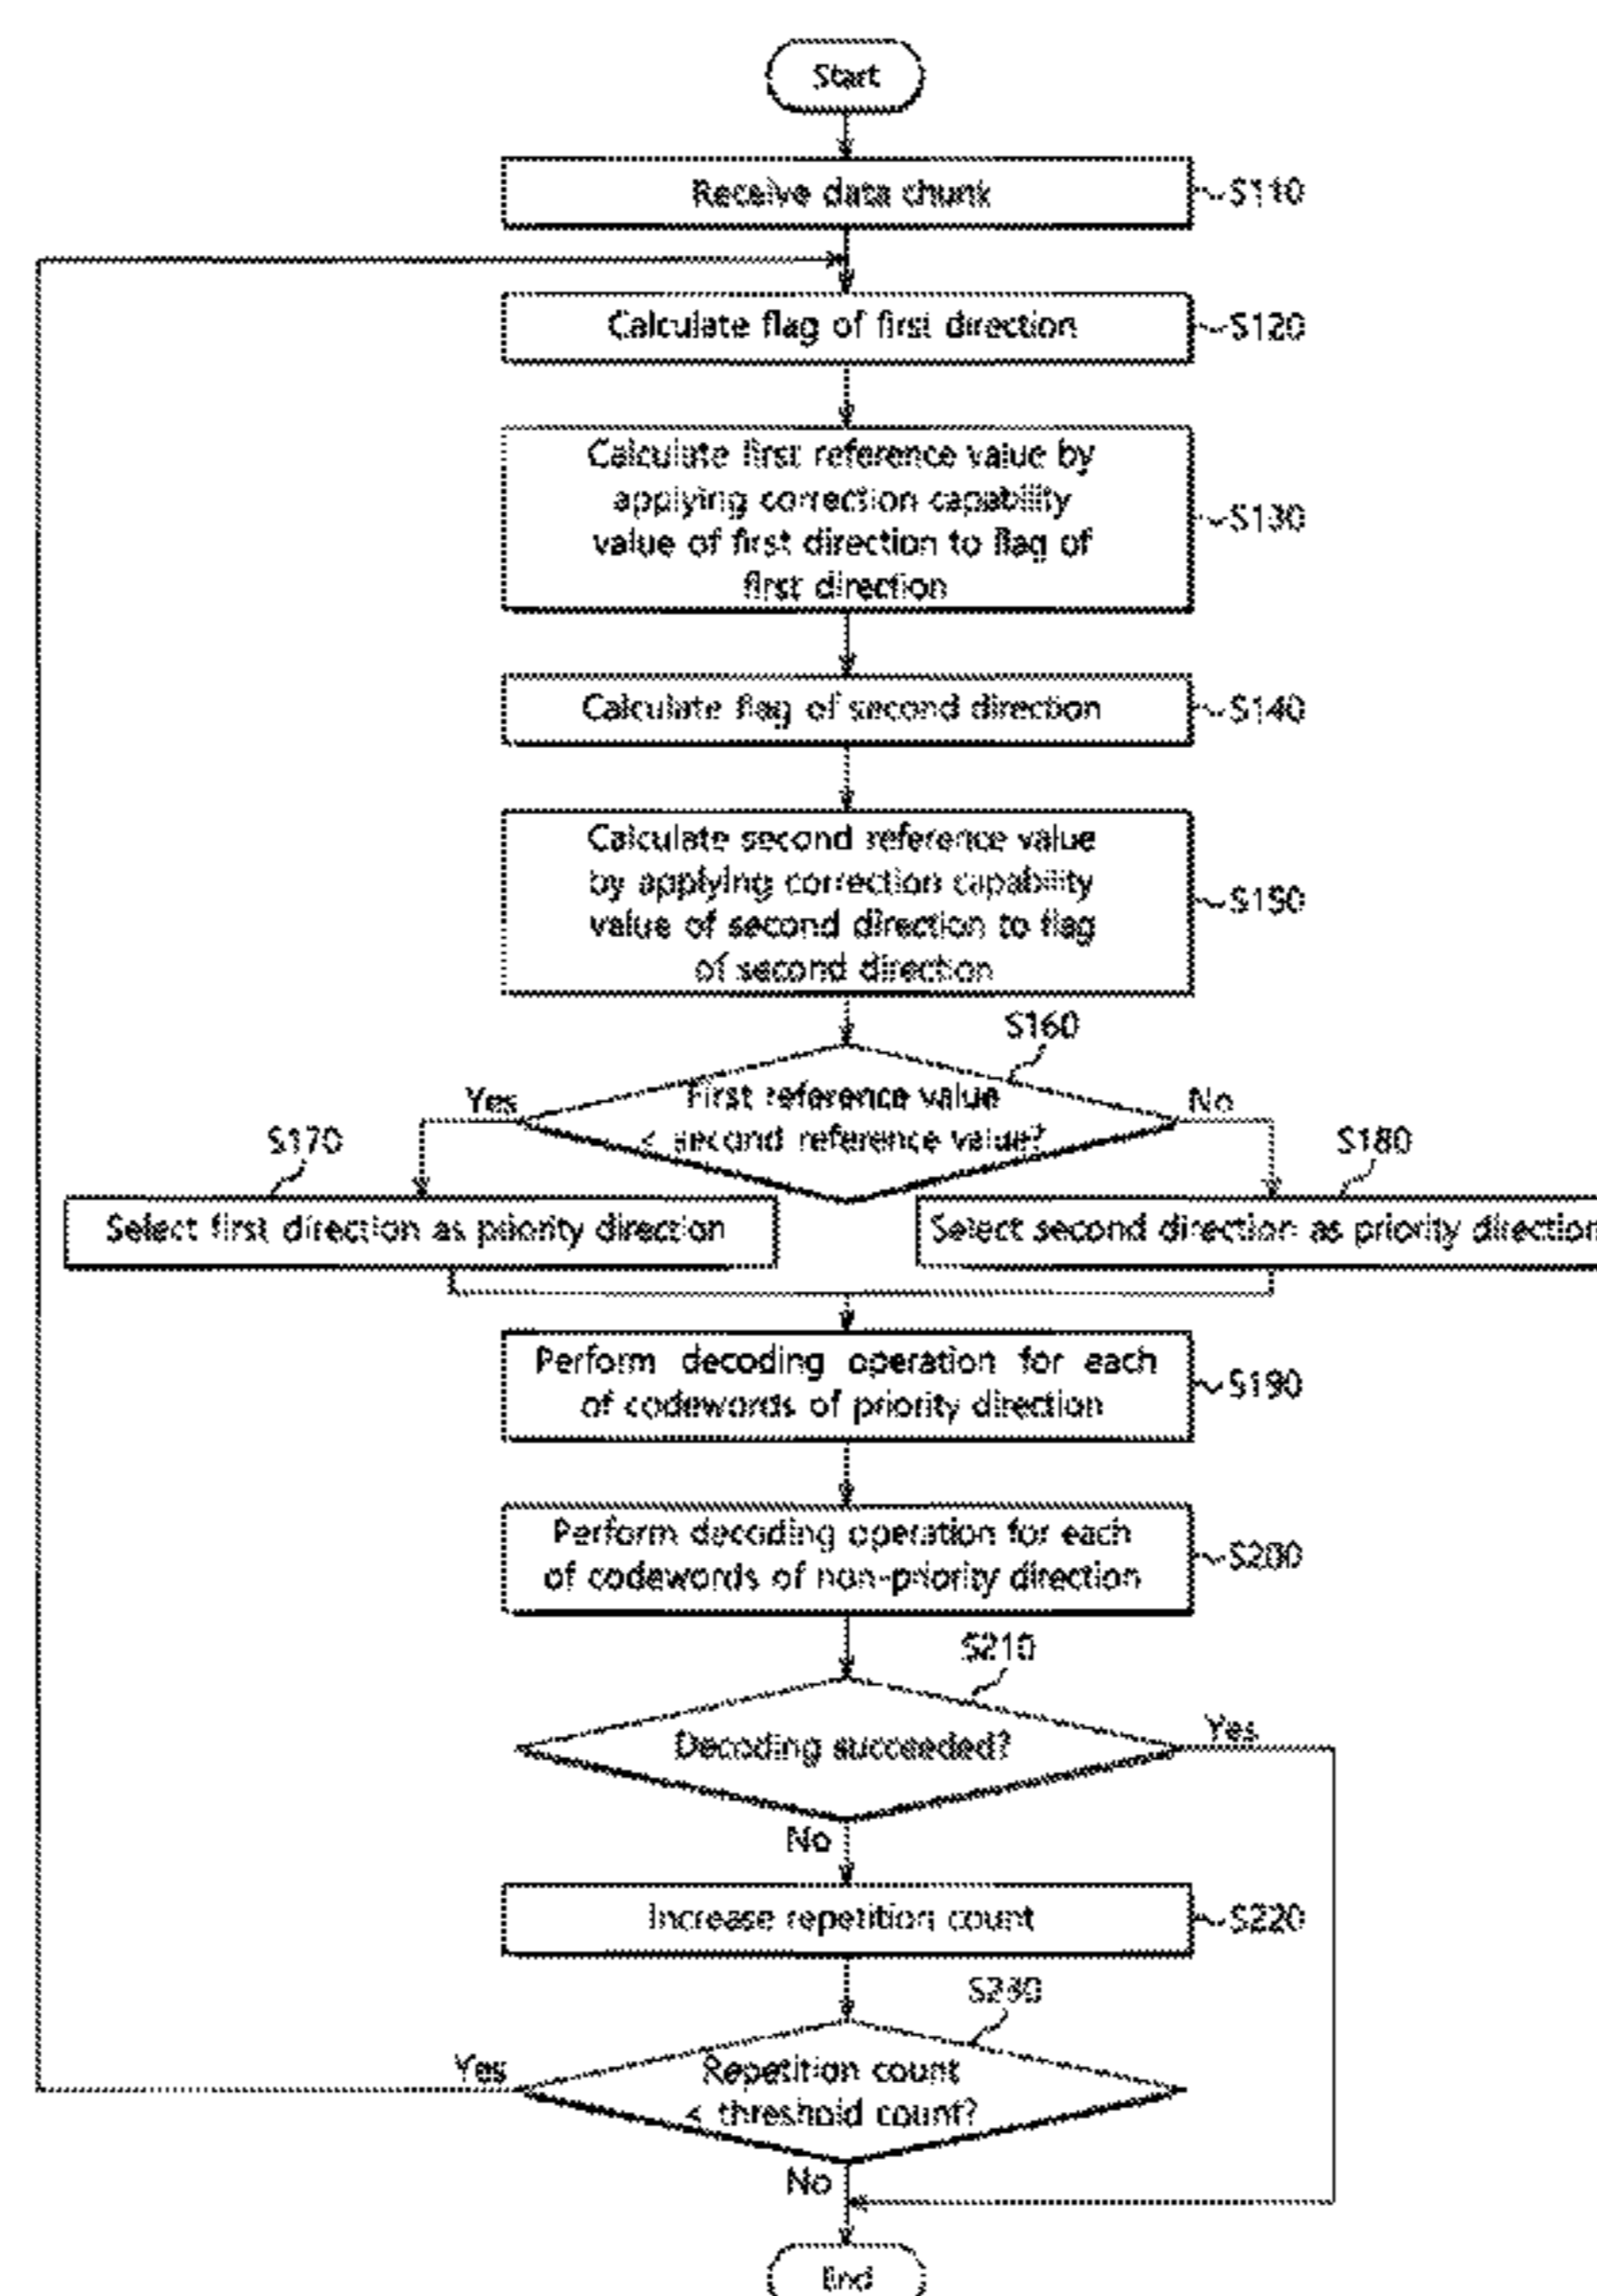 Start
Receive data chunk
S110
Calculate flag of first direction
S120
Calculate first reference value by
applying correction capability
value of first direction to flag of
first direction
S130
Calculate flag of second direction
S140
Calculate second reference value
by applying correction capability
value of second direction to flag
of second direction
S150
S160
First reference value
< second reference value?
Yes
No
S170
S180
Select first direction as priority direction
Select second direction as priority direction
Perform decoding operation for each
of codewords of priority direction
S190
Perform decoding operation for each
of codewords of non-priority direction
S200
S210
Decoding succeeded?
Yes
No
Increase repetition count
S220
S230
Repetition count
< threshold count?
Yes
No
End